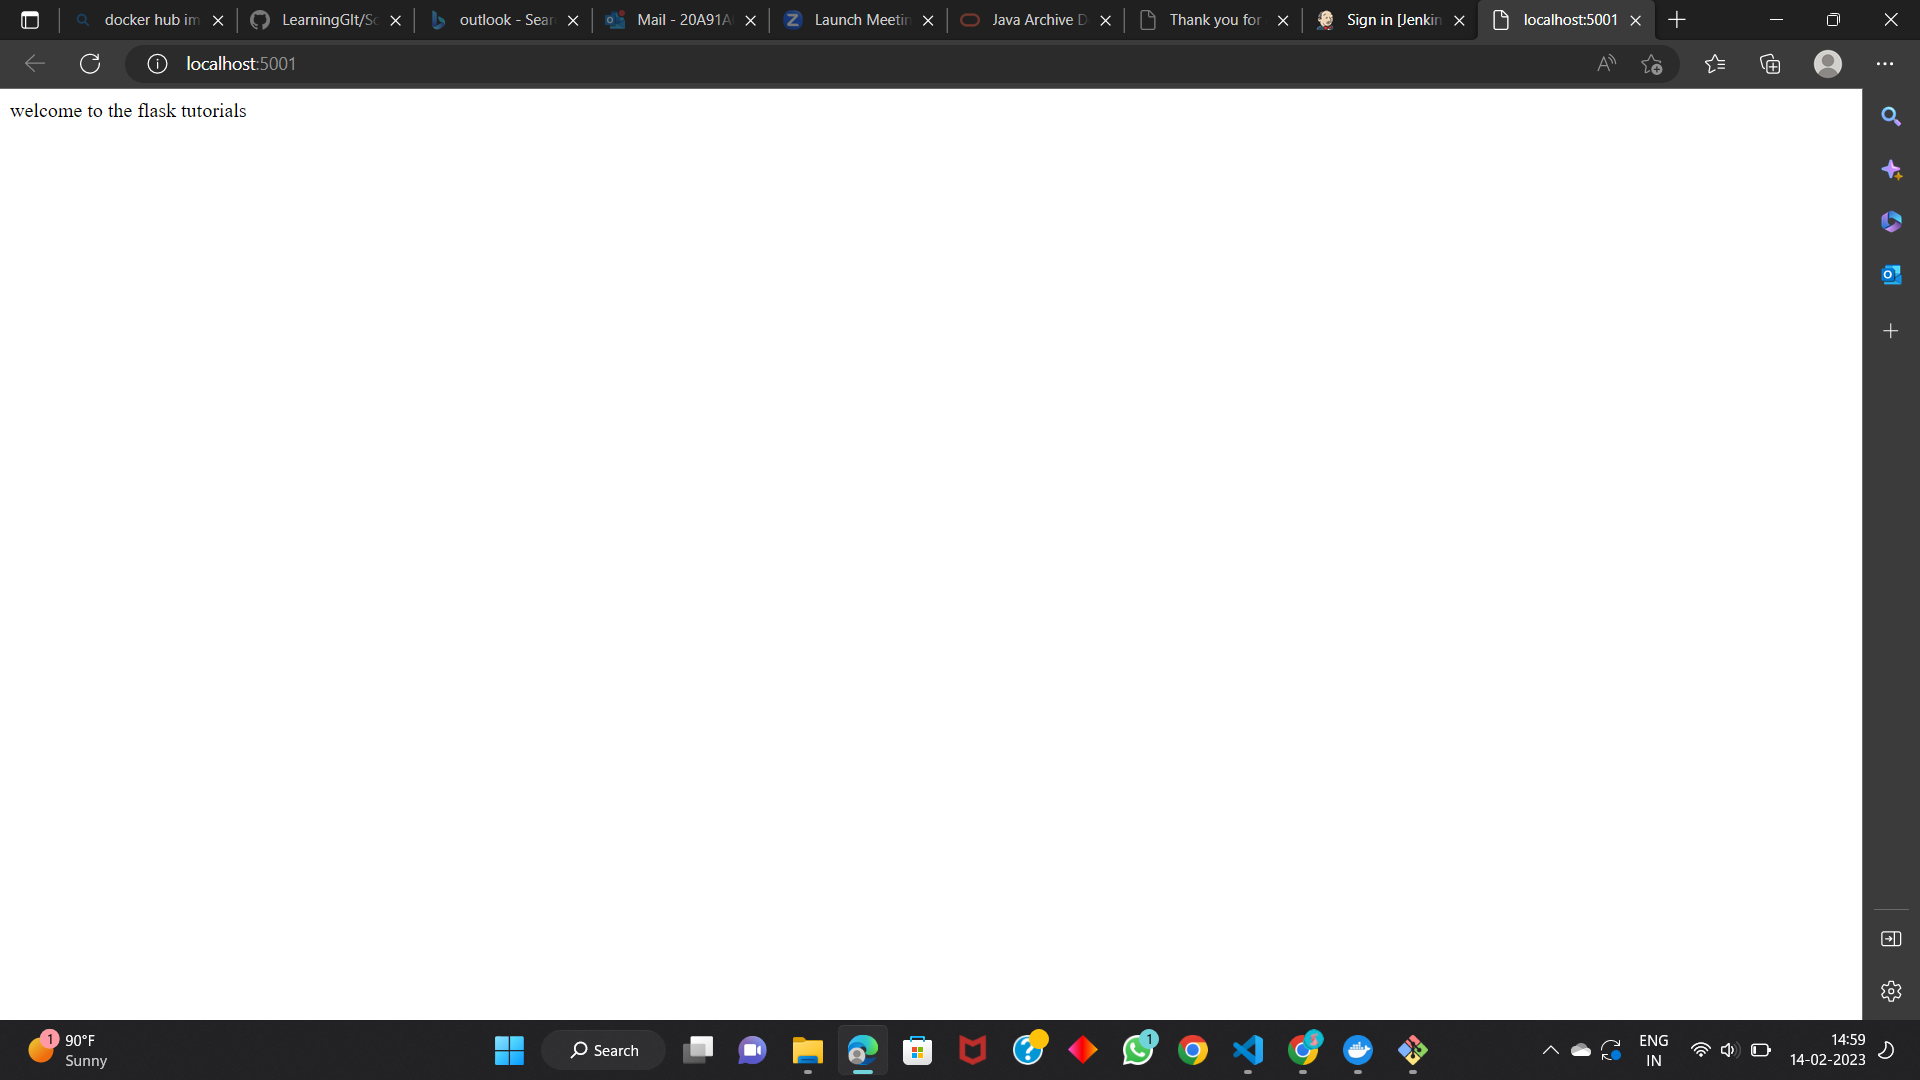 docker hub im
LearningGIt/Sc
outlook - Sear
Mail - 20A91A
Launch Meetin
Java Archive D
Thank you for
Sign in [Jenkin
localhost:5001
localhost:5001
welcome to the flask tutorials
1
90°F
Sunny
Search
1
ENG
IN
14:59
14-02-2023